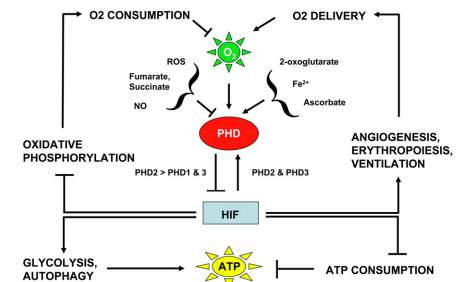 O2 CONSUMPTION
O2 DELIVERY
O2
ROS
Fumarate,
Succinate
NO
2-oxoglutarate
Fe²⁺
Ascorbate
PHD
OXIDATIVE
PHOSPHORYLATION
ANGIOGENESIS,
ERYTHROPOIESIS,
VENTILATION
PHD2 > PHD1 & 3
PHD2 & PHD3
HIF
GLYCOLYSIS,
AUTOPHAGY
ATP
ATP CONSUMPTION